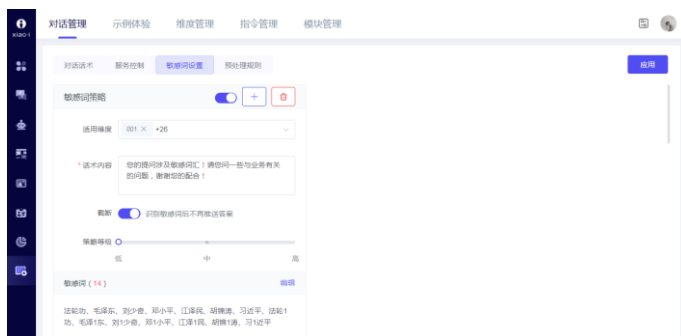 对话管理 示例体验 维度管理 指令管理 模块管理
xiao-i
对话话术 服务控制 敏感词设置 预处理规则 应用
敏感词策略
适用维度 001 × +26
* 话术内容 您的提问涉及敏感词汇！请您问一些与业务有关
的问题，谢谢您的配合！
截断 识别敏感词后不再推送答案
策略等级
低 中 高
敏感词 ( 14 ) 编辑
法轮功、毛泽东、刘少奇、邓小平、江泽民、胡锦涛、习近平、法轮1
功、毛泽1东、刘1少奇、邓1小平、江泽1民、胡锦1涛、习1近平